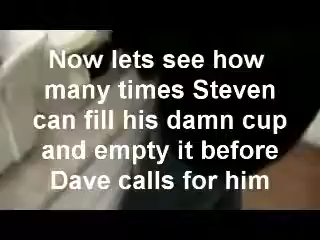 Now lets see how
many times Steven
can fill his damn cup
and empty it before
Dave calls for him